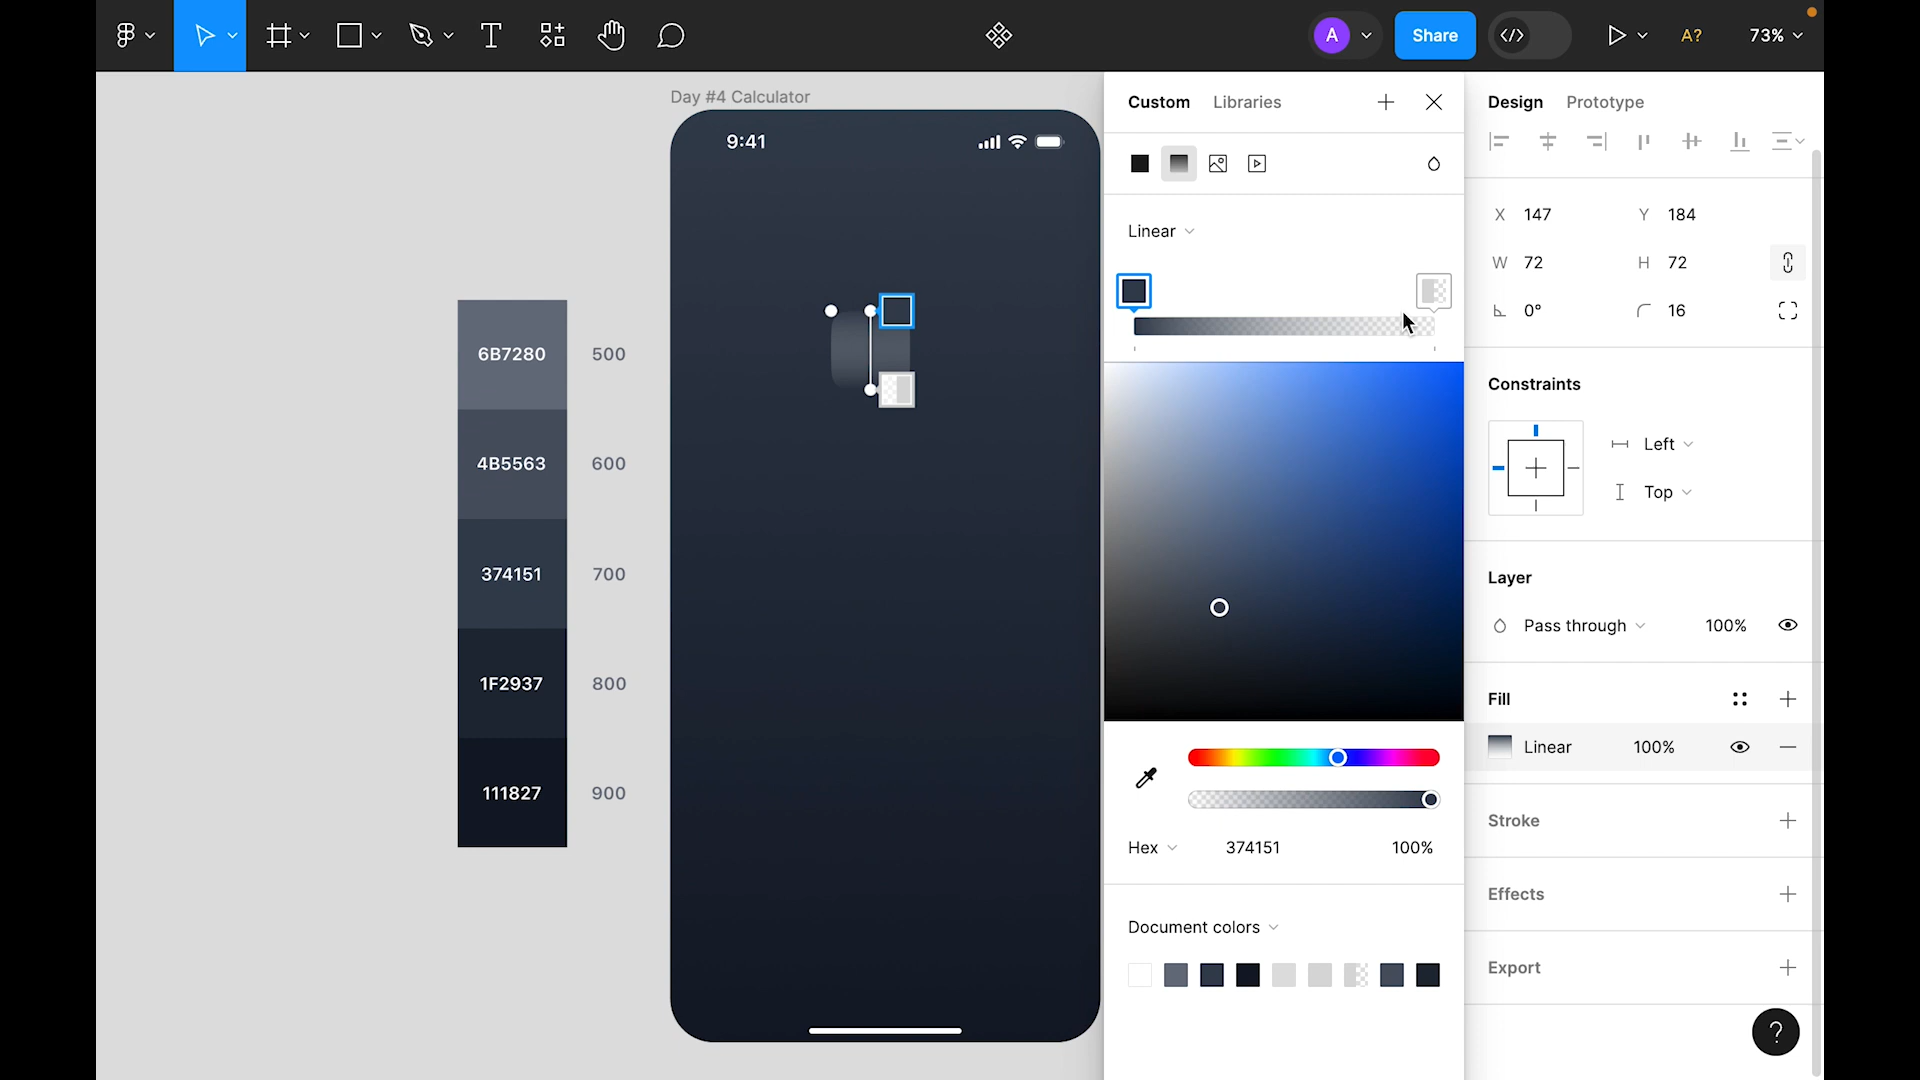 A
Share
A?
73%
Day #4 Calculator
9:41
6B7280
500
4B5563
600
374151
700
1F2937
800
111827
900
Custom
Libraries
Linear
Hex
374151
100%
Document colors
Design
Prototype
X 147
Y 184
W 72
H 72
0°
16
Constraints
Left
Top
Layer
Pass through
100%
Fill
Linear
100%
Stroke
Effects
Export
?